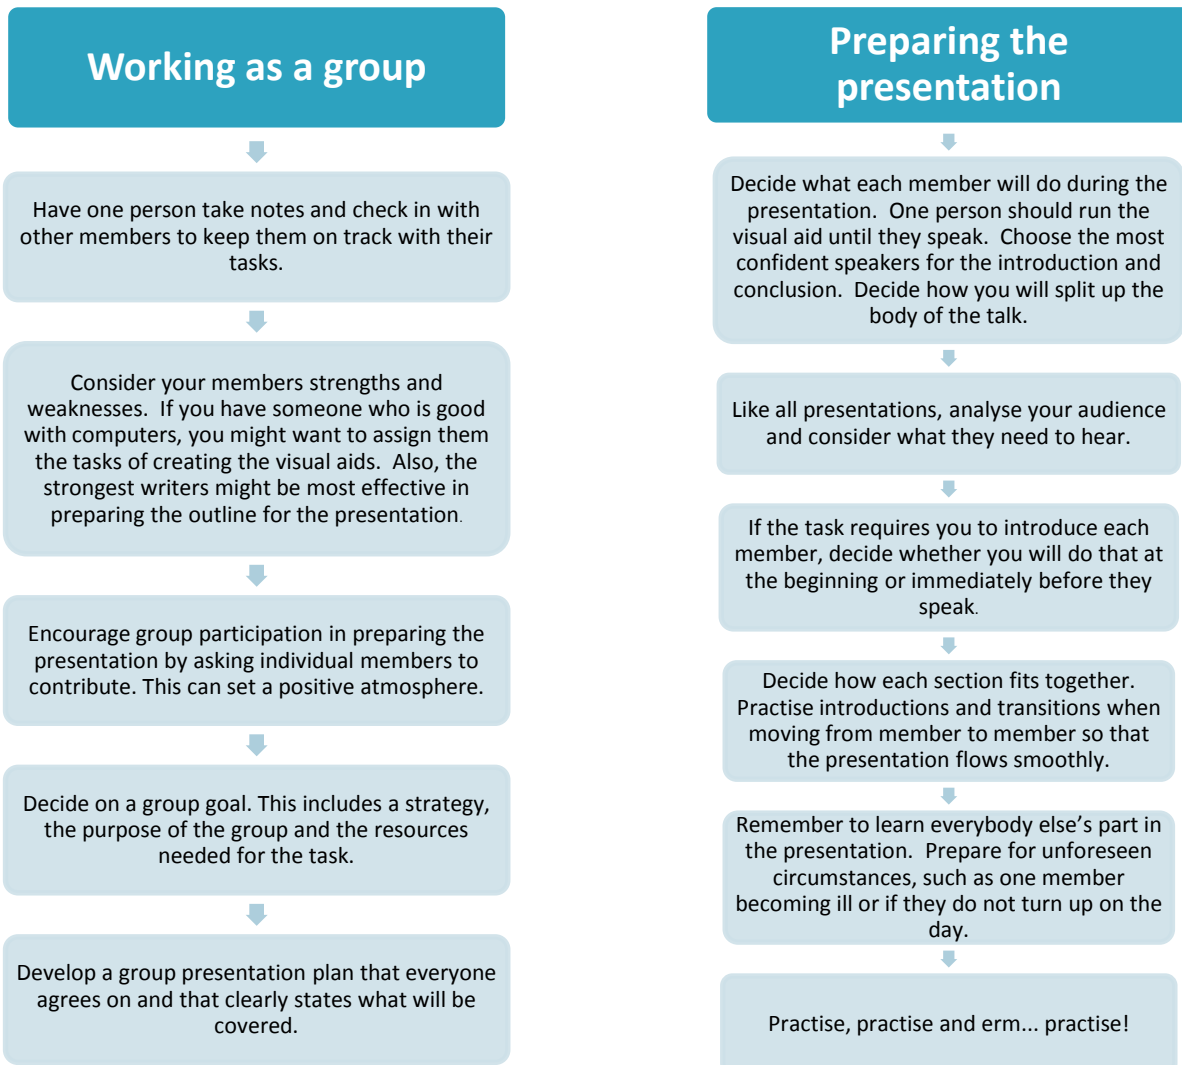 Working as a group
Have one person take notes and check in with
other members to keep them on track with their
tasks.
Consider your members strengths and
weaknesses.  If you have someone who is good
with computers, you might want to assign them
the tasks of creating the visual aids.  Also, the
strongest writers might be most effective in
preparing the outline for the presentation.
Encourage group participation in preparing the
presentation by asking individual members to
contribute. This can set a positive atmosphere.
Decide on a group goal. This includes a strategy,
the purpose of the group and the resources
needed for the task.
Develop a group presentation plan that everyone
agrees on and that clearly states what will be
covered.
Preparing the
presentation
Decide what each member will do during the
presentation.  One person should run the
visual aid until they speak.  Choose the most
confident speakers for the introduction and
conclusion.  Decide how you will split up the
body of the talk.
Like all presentations, analyse your audience
and consider what they need to hear.
If the task requires you to introduce each
member, decide whether you will do that at
the beginning or immediately before they
speak.
Decide how each section fits together.
Practise introductions and transitions when
moving from member to member so that
the presentation flows smoothly.
Remember to learn everybody else’s part in
the presentation.  Prepare for unforeseen
circumstances, such as one member
becoming ill or if they do not turn up on the
day.
Practise, practise and erm... practise!